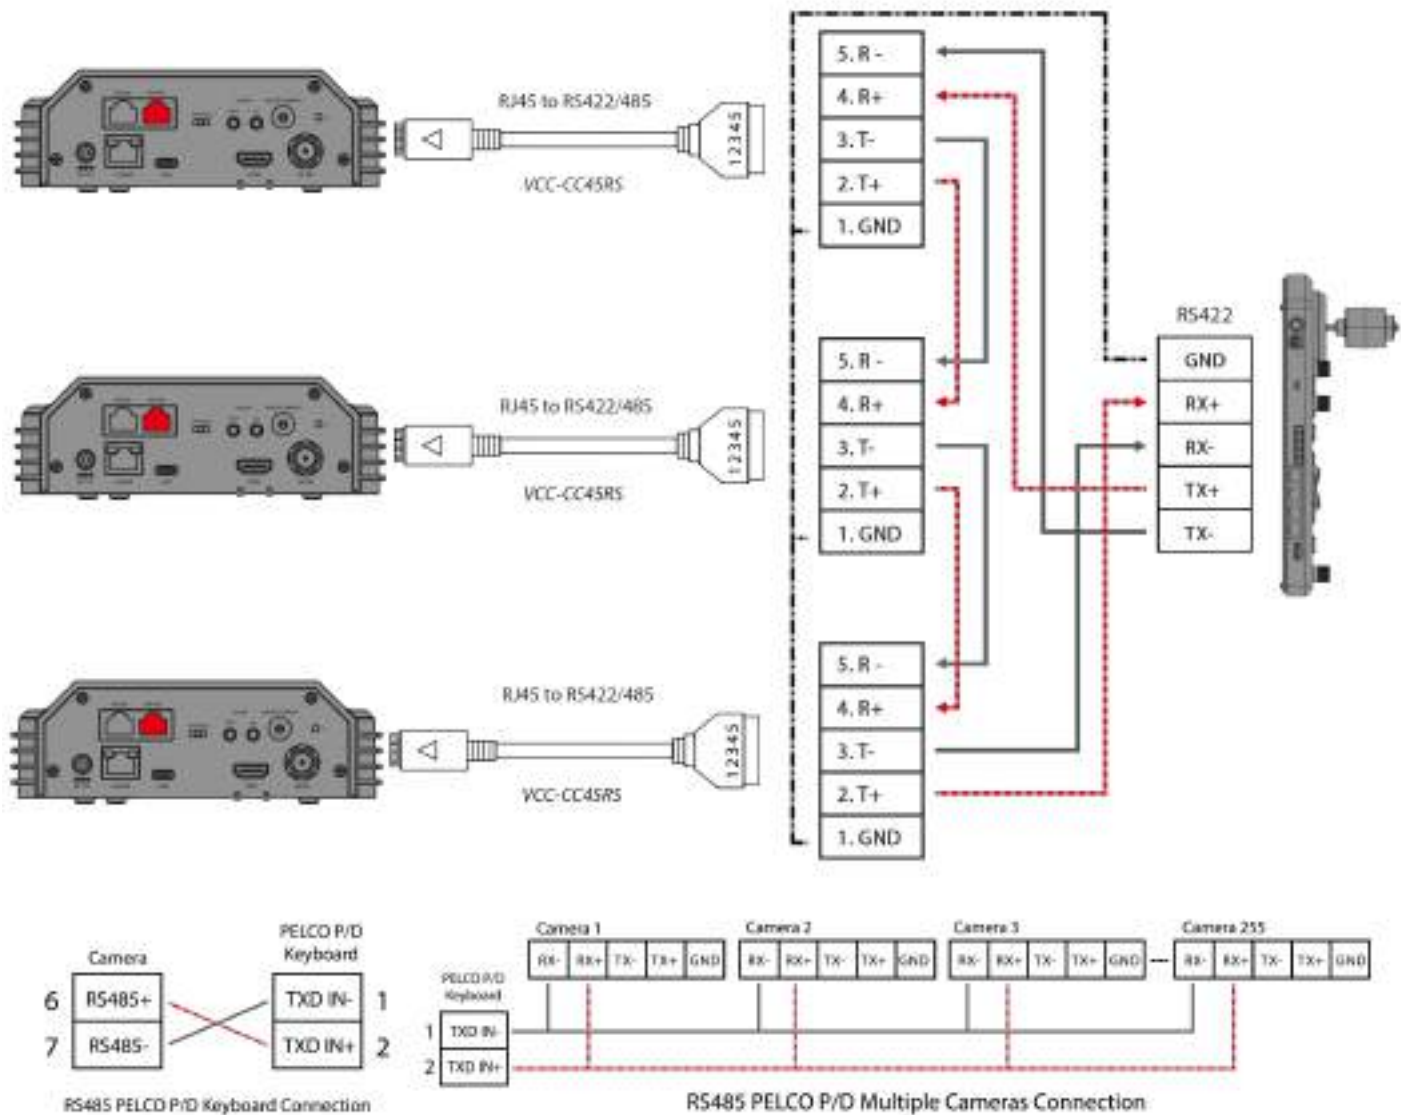 5. R -
4. R+
3. T-
2. T+
1. GND
RJ45 to RS422/485
12345
VCC-CC45RS
RS422
GND
RX+
RX-
TX+
TX-
5. R -
4. R+
3. T-
2. T+
1. GND
RJ45 to RS422/485
12345
VCC-CC45RS
5. R -
4. R+
3. T-
2. T+
1. GND
RJ45 to RS422/485
12345
VCC-CC45RS
Camera
PELCO P/D
Keyboard
6 RS485+ TXD IN- 1
7 RS485- TXD IN+ 2
RS485 PELCO P/D Keyboard Connection
Camera 1 Camera 2 Camera 3 Camera 255
RX- RX+ TX- TX+ GND RX- RX+ TX- TX+ GND RX- RX+ TX- TX+ GND RX- RX+ TX- TX+ GND
PELCO P/D
Keyboard
1 TXD IN-
2 TXD IN+
RS485 PELCO P/D Multiple Cameras Connection